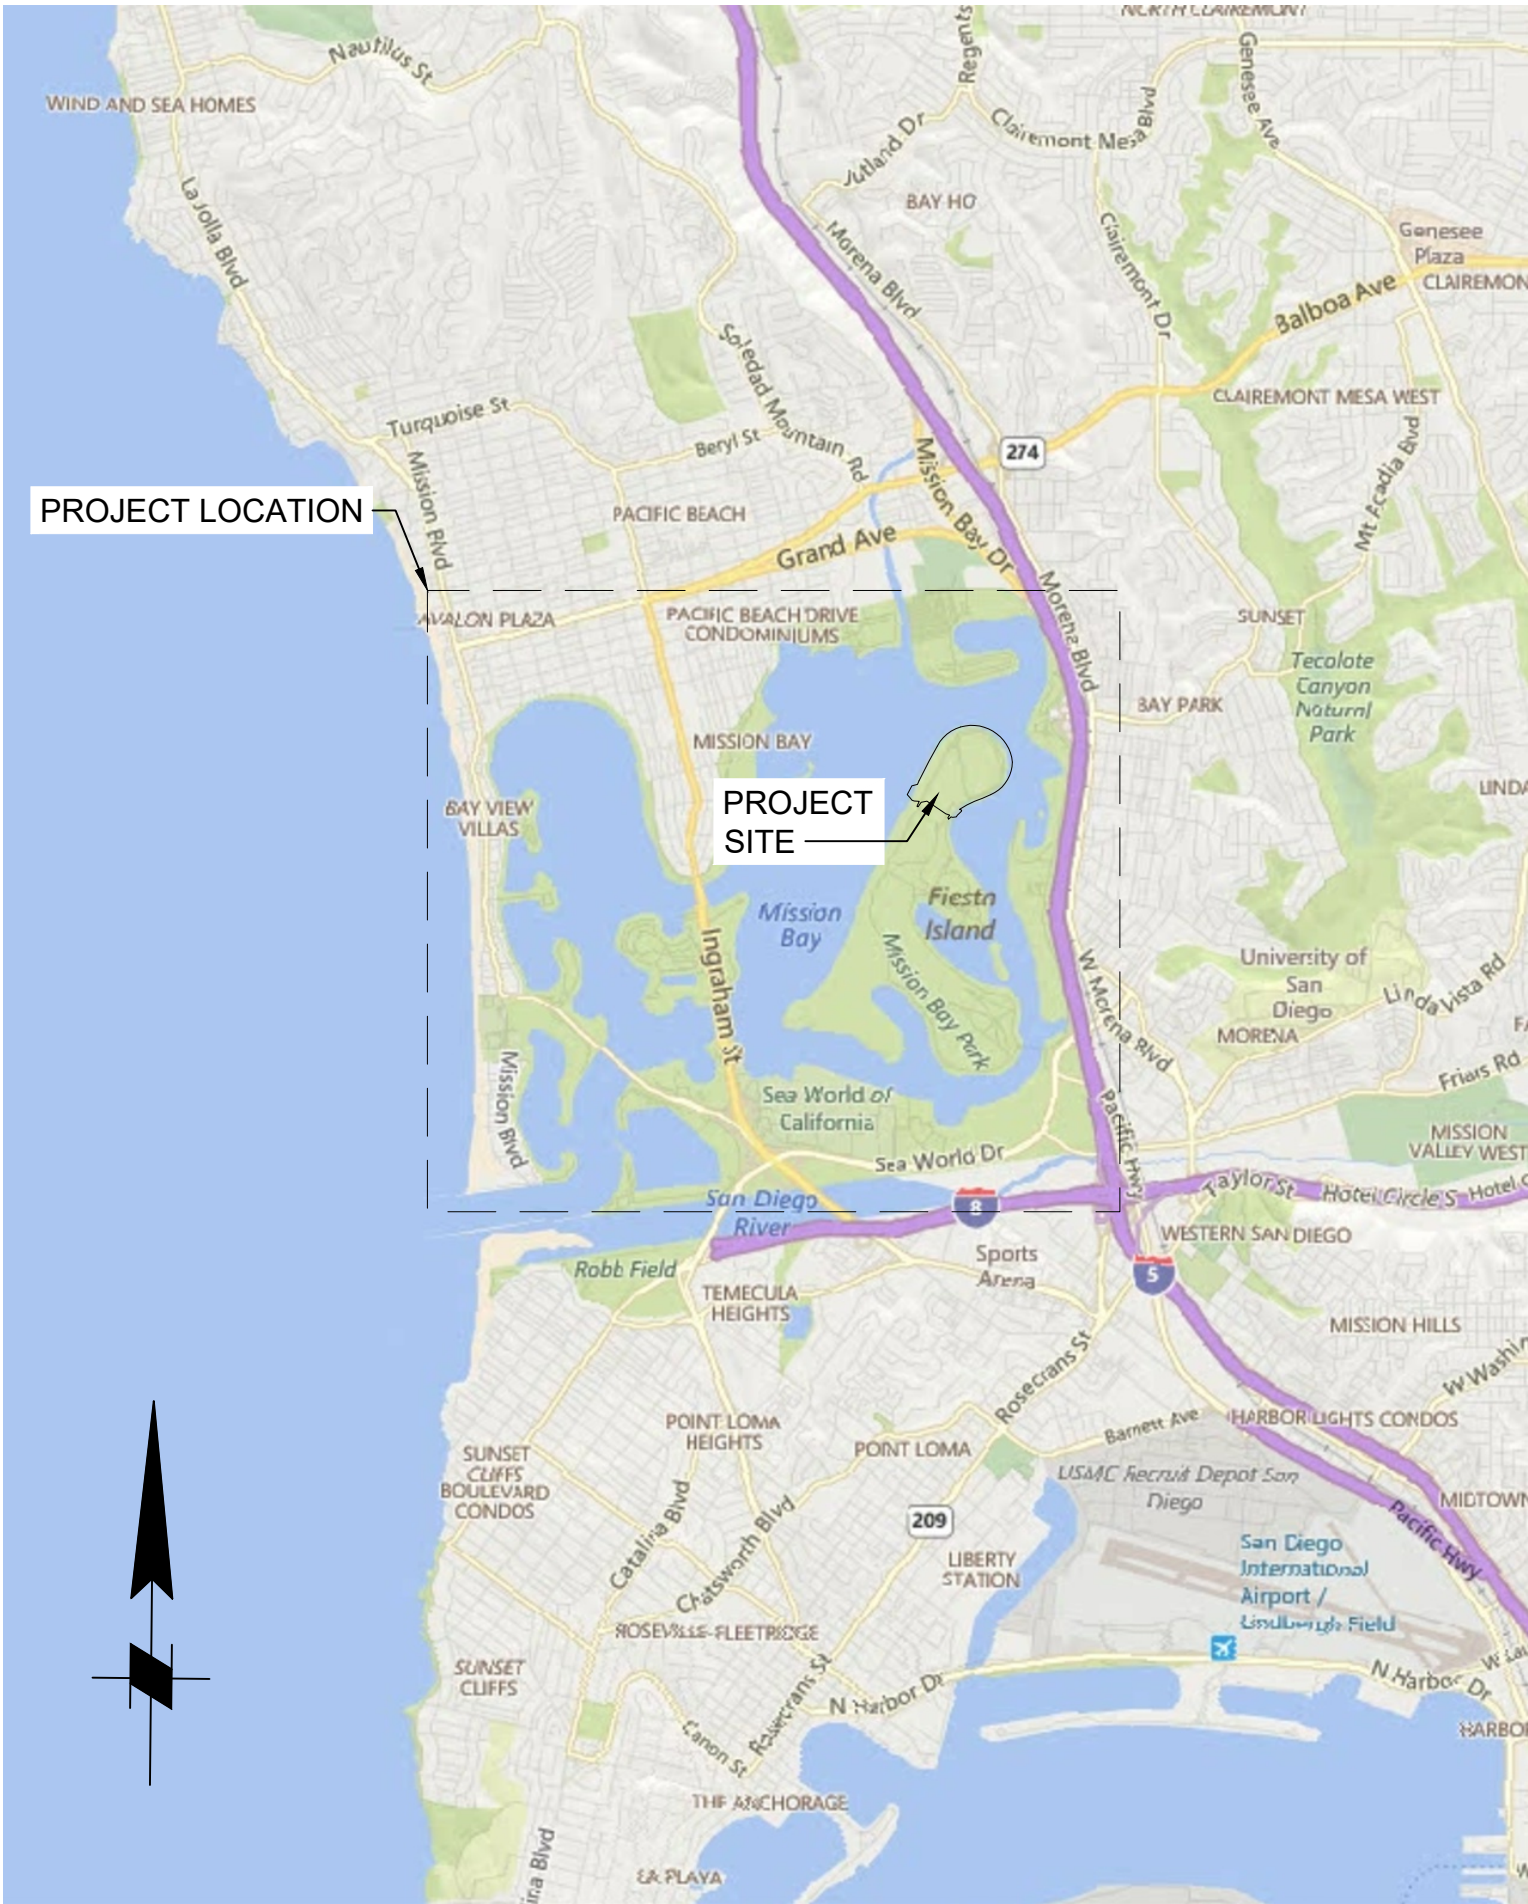 NORTH CLAIREMONT
Nautilus St
Regents
Genesee Ave
WIND AND SEA HOMES
Clairemont Mesa Blvd
Jutland Dr
La Jolla Blvd
BAY HO
Morena Blvd
Clairemont Dr
Genesee
Plaza
CLAIREMON
Balboa Ave
Soledad Mountain Rd
CLAIREMONT MESA WEST
Turquoise St
Beryl St
Mission Blvd
274
Mt Acadia Blvd
PROJECT LOCATION
PACIFIC BEACH
Mission Bay Dr
Grand Ave
Morena Blvd
AVALON PLAZA
PACIFIC BEACH DRIVE
CONDOMINIUMS
SUNSET
Tecolote
Canyon
Natural
Park
BAY PARK
MISSION BAY
PROJECT
SITE
BAY VIEW
VILLAS
LINDA
Fiesta
Island
Mission
Bay
Ingraham St
Mission Bay Park
W Morena Blvd
University of
San
Diego
Linda Vista Rd
MORENA
FA
Friars Rd
Mission Blvd
Sea World of
California
Pacific Hwy
MISSION
VALLEY WEST
Sea World Dr
San Diego
River
8
Taylor St
Hotel Circle S
Hotel C
WESTERN SAN DIEGO
Robb Field
Sports
Arena
5
TEMECULA
HEIGHTS
MISSION HILLS
Rosecrans St
W Washin
POINT LOMA
HEIGHTS
POINT LOMA
Barnett Ave
HARBOR LIGHTS CONDOS
SUNSET
CLIFFS
BOULEVARD
CONDOS
USMC Recruit Depot San
Diego
MIDTOWN
Catalina Blvd
Chatsworth Blvd
209
Pacific Hwy
San Diego
International
Airport /
Lindbergh Field
LIBERTY
STATION
ROSEVILLE-FLEETRIDGE
SUNSET
CLIFFS
Rosecrans St
N Harbor Dr
N Harbor Dr
W Lau
Canon St
HARBOR
THE ANCHORAGE
LA PLAYA
ina Blvd
W